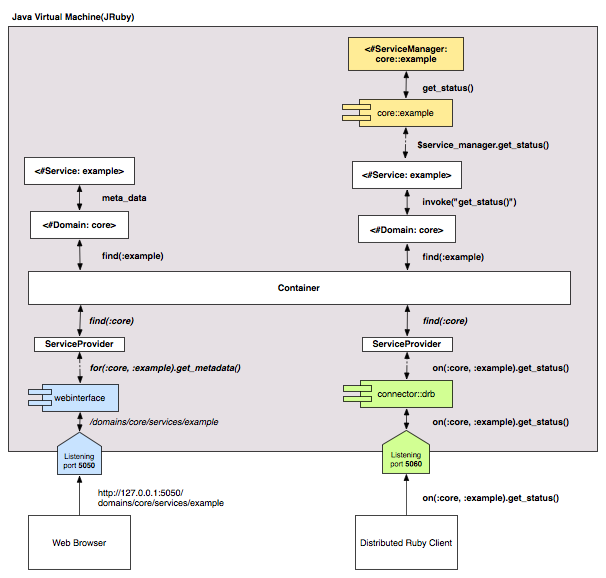 Java Virtual Machine(JRuby)
<#ServiceManager:
core::example>
get_status()
core::example
$service_manager.get_status()
<#Service: example>
<#Service: example>
meta_data
invoke("get_status()")
<#Domain: core>
<#Domain: core>
find(:example)
find(:example)
Container
find(:core)
find(:core)
ServiceProvider
ServiceProvider
for(:core, :example).get_metadata()
on(:core, :example).get_status()
webinterface
connector::drb
/domains/core/services/example
on(:core, :example).get_status()
Listening
port 5050
Listening
port 5060
http://127.0.0.1:5050/
domains/core/services/example
on(:core, :example).get_status()
Web Browser
Distributed Ruby Client